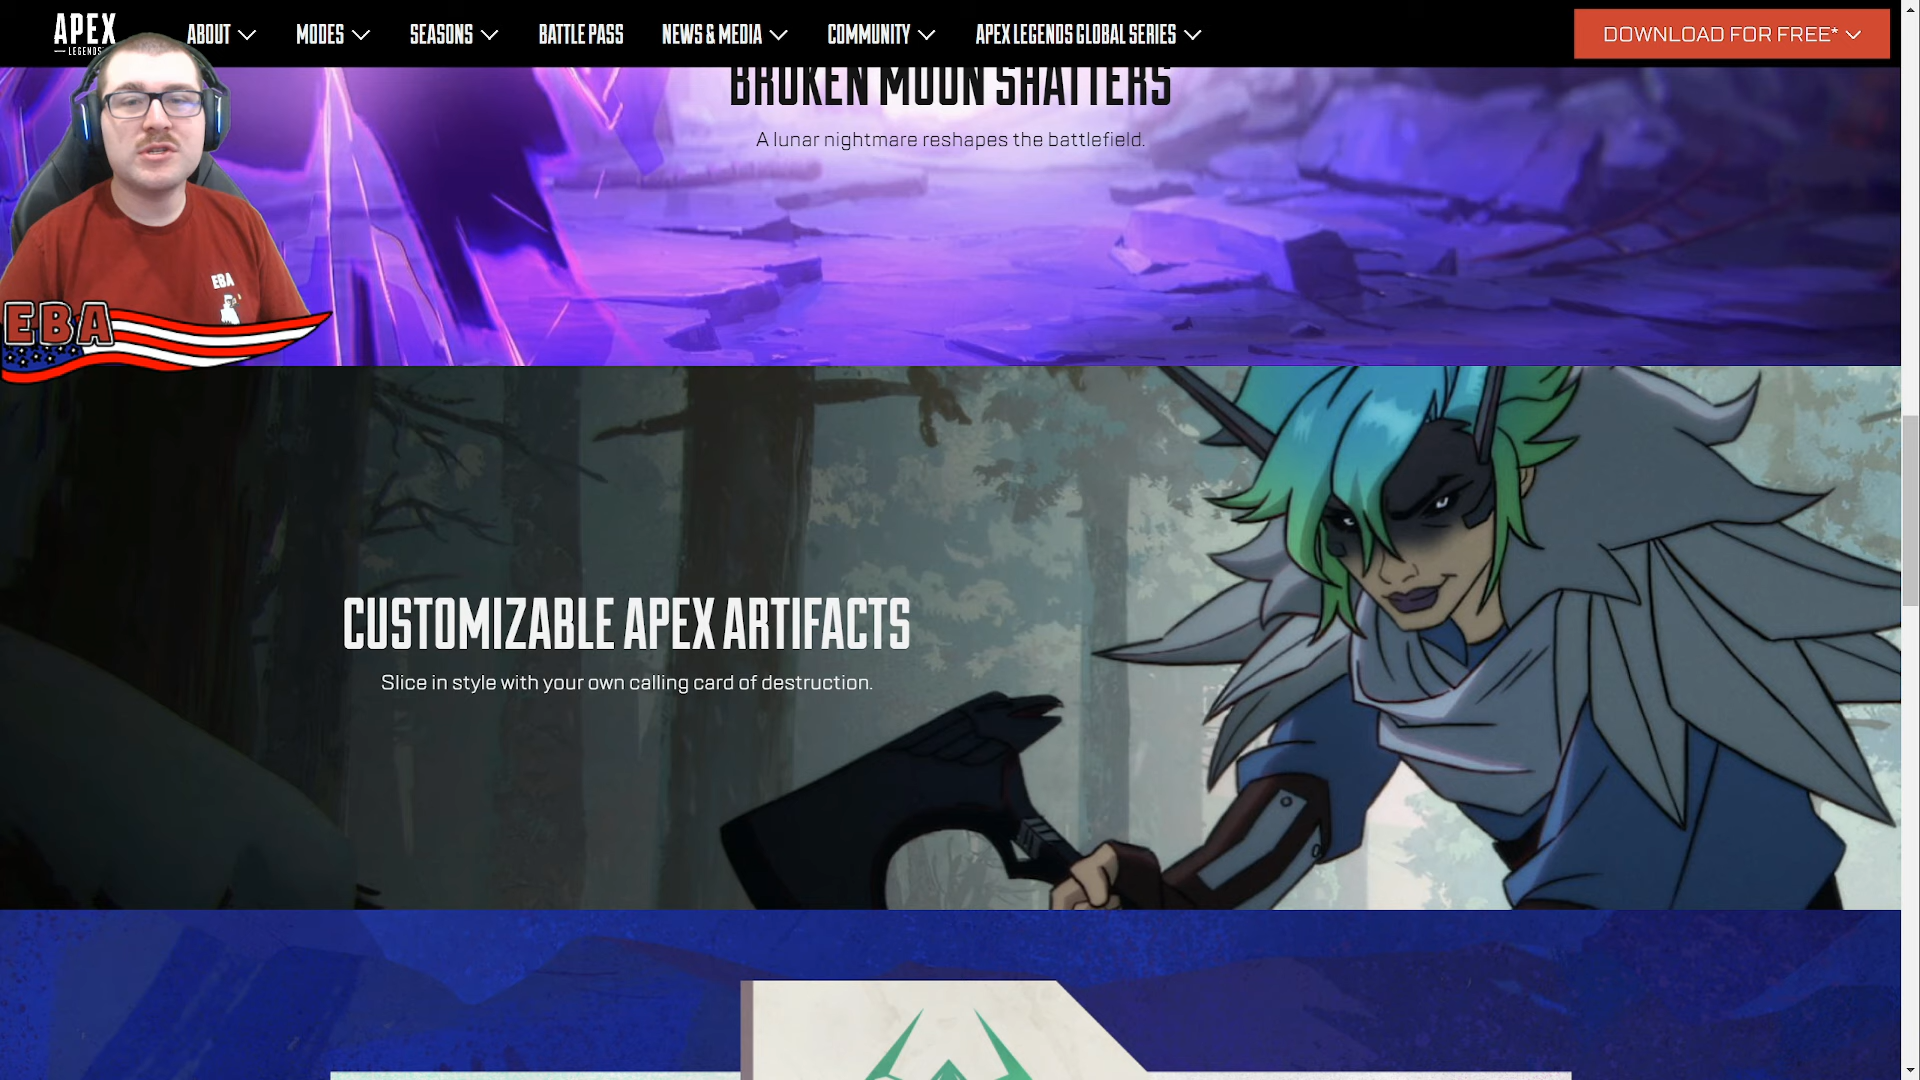 APEX
LEGENDS
ABOUT
MODES
SEASONS
BATTLE PASS
NEWS & MEDIA
COMMUNITY
APEX LEGENDS GLOBAL SERIES
DOWNLOAD FOR FREE*
BROKEN MOON SHATTERS
A lunar nightmare reshapes the battlefield.
EBA
EBA
CUSTOMIZABLE APEX ARTIFACTS
Slice in style with your own calling card of destruction.